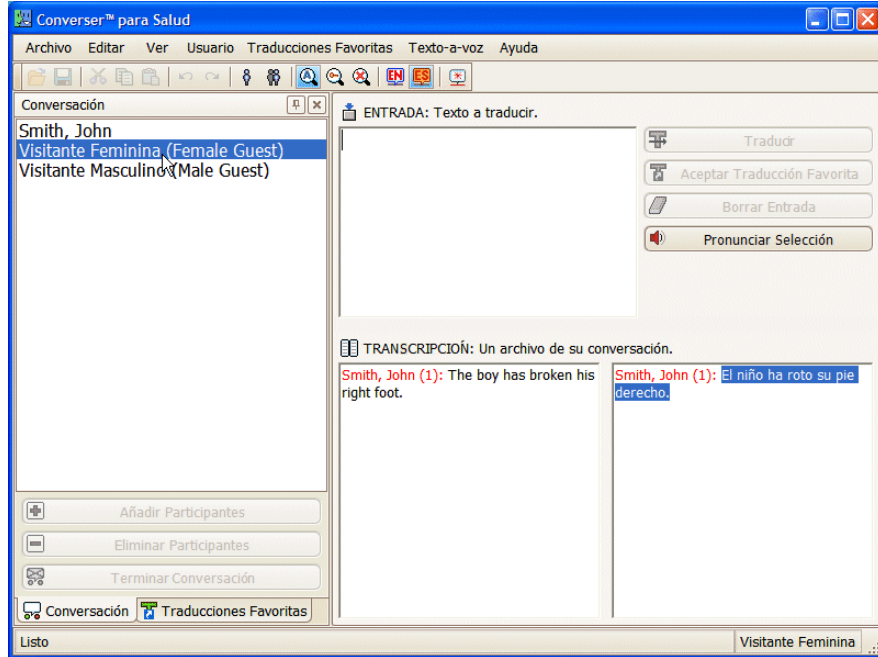 Converser™ para Salud
Archivo Editar Ver Usuario Traducciones Favoritas Texto-a-voz Ayuda
EN ES
Conversación
Smith, John
Visitante Feminina (Female Guest)
Visitante Masculino (Male Guest)
Añadir Participantes
Eliminar Participantes
Terminar Conversación
Conversación Traducciones Favoritas
ENTRADA: Texto a traducir.
Traducir
Aceptar Traducción Favorita
Borrar Entrada
Pronunciar Selección
TRANSCRIPCIOŃ: Un archivo de su conversación.
Smith, John (1): The boy has broken his
right foot.
Smith, John (1): El niño ha roto su pie
derecho.
Listo
Visitante Feminina